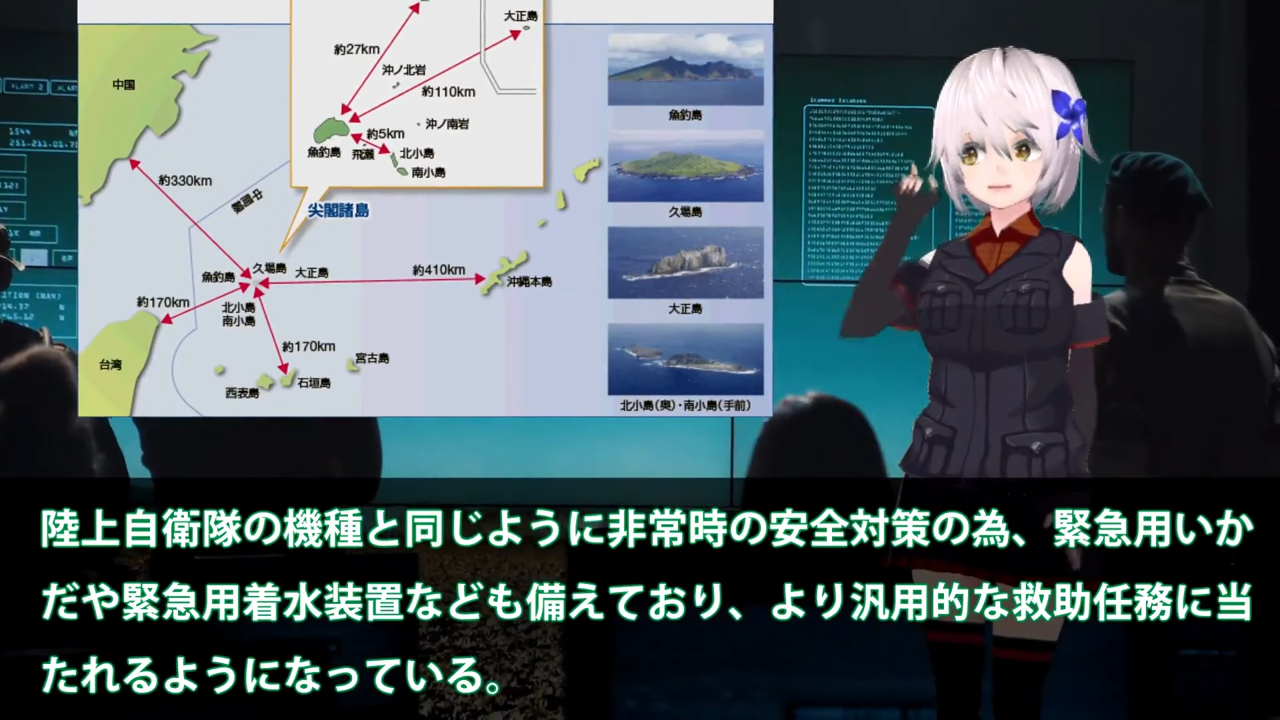 大正島
約27km
沖ノ北岩
約110km
沖ノ南岩
約5km
魚釣島
飛瀬
北小島
南小島
中国
約330km
中間線
尖閣諸島
魚釣島
久場島
大正島
約410km
沖縄本島
約170km
北小島
南小島
約170km
台湾
宮古島
石垣島
西表島
魚釣島
久場島
大正島
北小島(奥)・南小島(手前)
陸上自衛隊の機種と同じように非常時の安全対策の為、緊急用いか
だや緊急用着水装置なども備えており、より汎用的な救助任務に当
たれるようになっている。